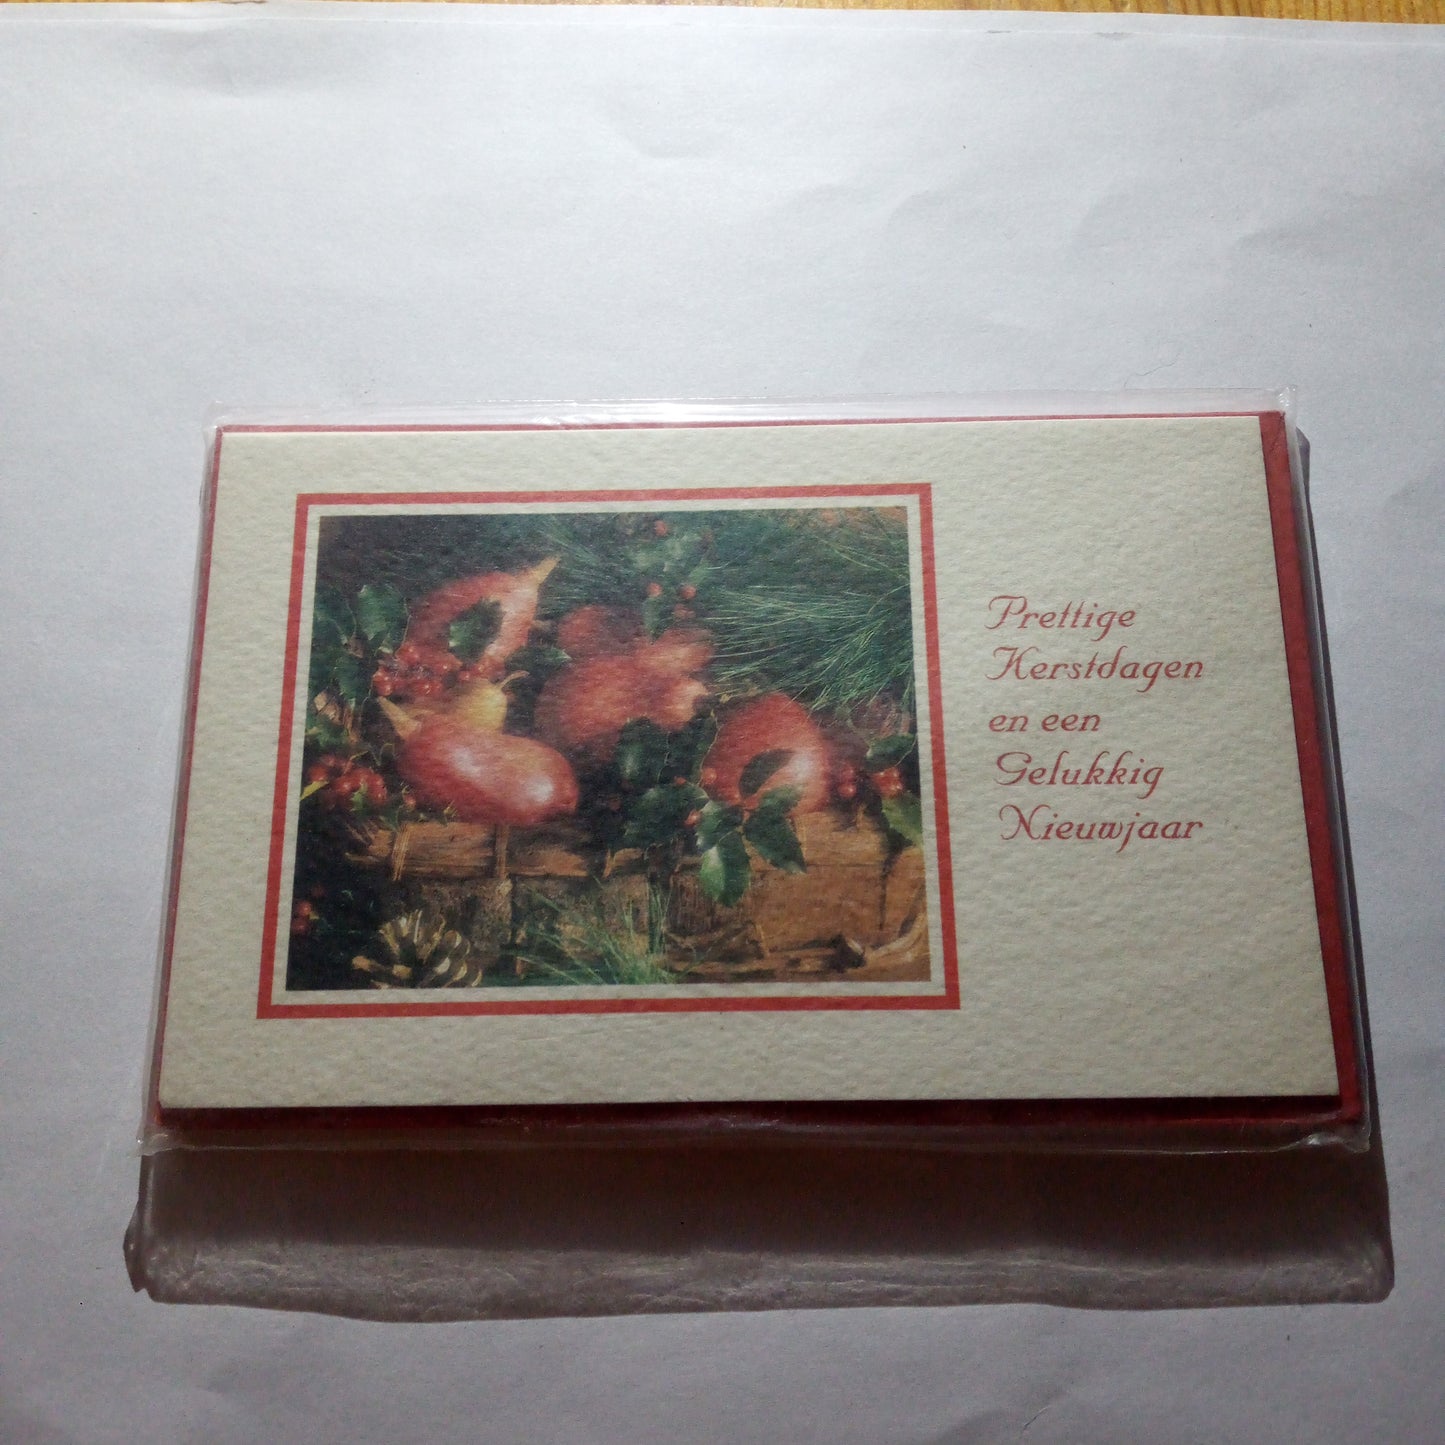 Prettige
Kerstdagen
en een
Gelukkig
Nieuwjaar